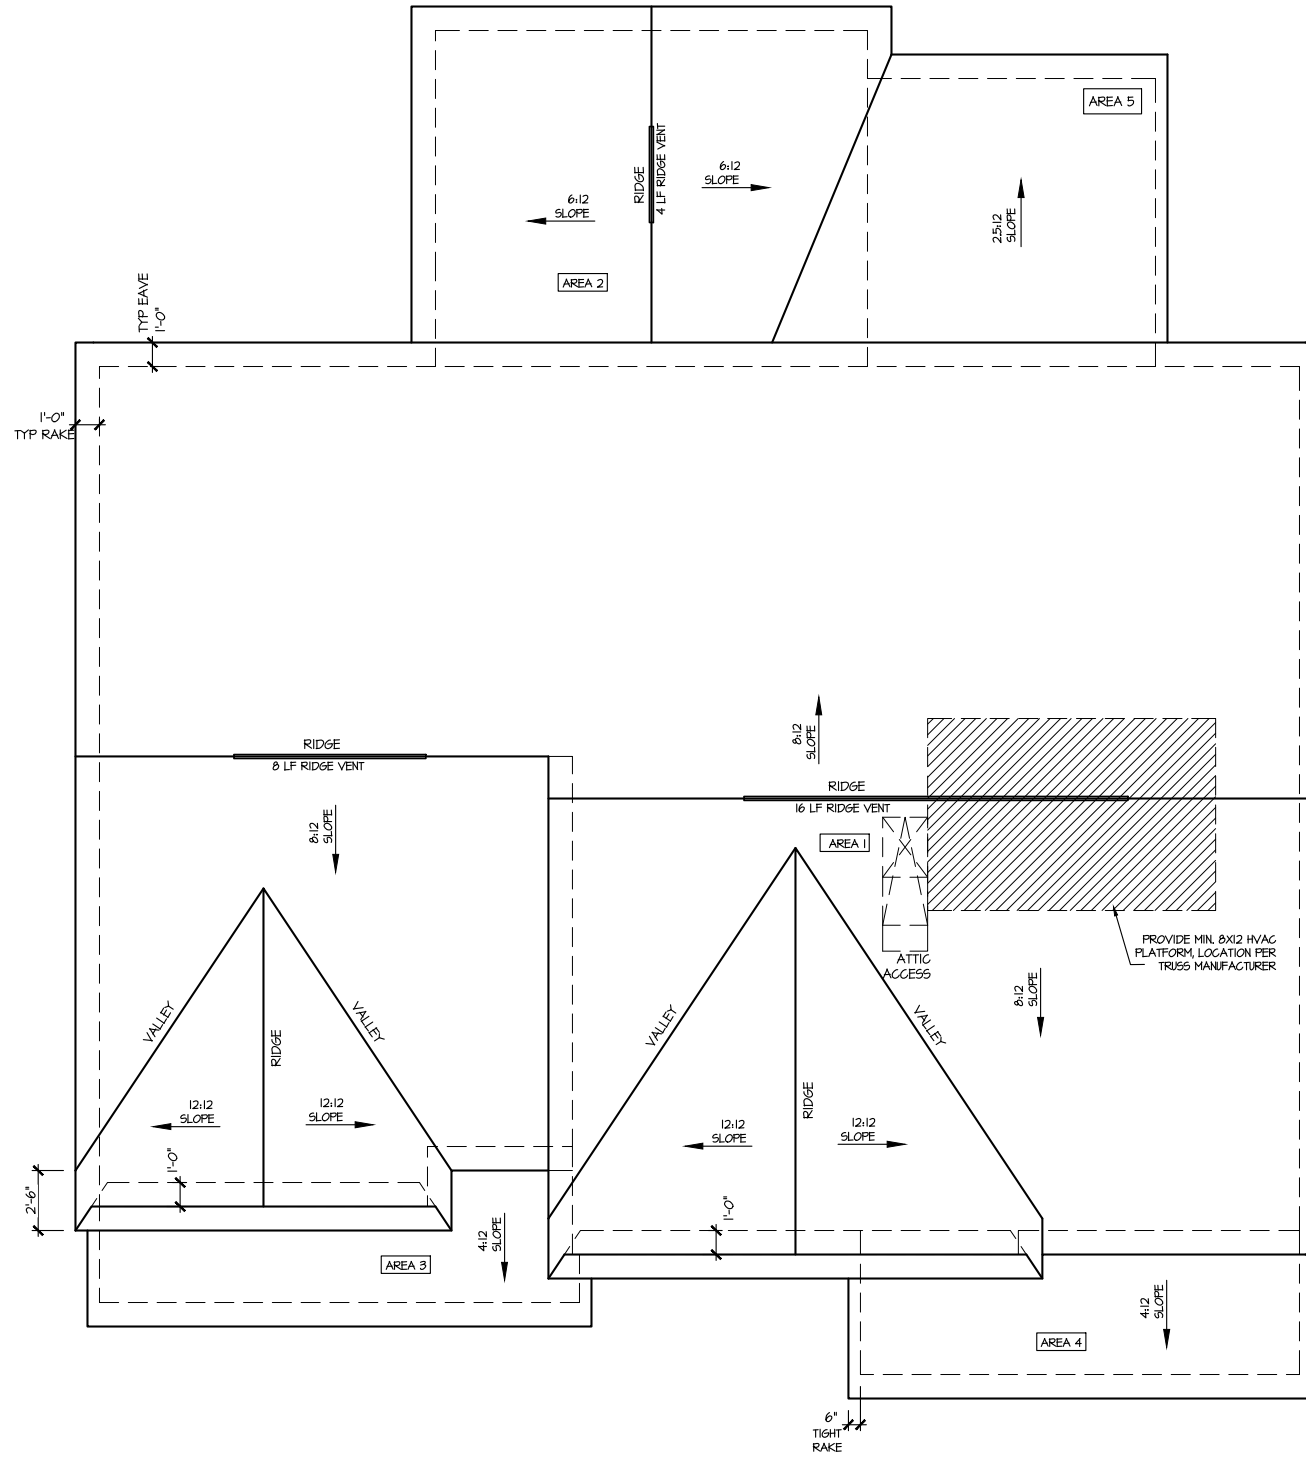 AREA 5
RIDGE
4 LF RIDGE VENT
6:12
SLOPE
6:12
SLOPE
2.5:12
SLOPE
AREA 2
TYP EAVE
1'-0"
1'-0"
TYP RAKE
RIDGE
8 LF RIDGE VENT
8:12
SLOPE
8:12
SLOPE
RIDGE
16 LF RIDGE VENT
AREA 1
PROVIDE MIN. 8X12 HVAC
PLATFORM, LOCATION PER
TRUSS MANUFACTURER
ATTIC
ACCESS
8:12
SLOPE
VALLEY
VALLEY
RIDGE
VALLEY
VALLEY
RIDGE
12:12
SLOPE
12:12
SLOPE
12:12
SLOPE
12:12
SLOPE
1'-0"
2'-6"
1'-0"
4:12
SLOPE
AREA 3
4:12
SLOPE
AREA 4
6"
TIGHT
RAKE